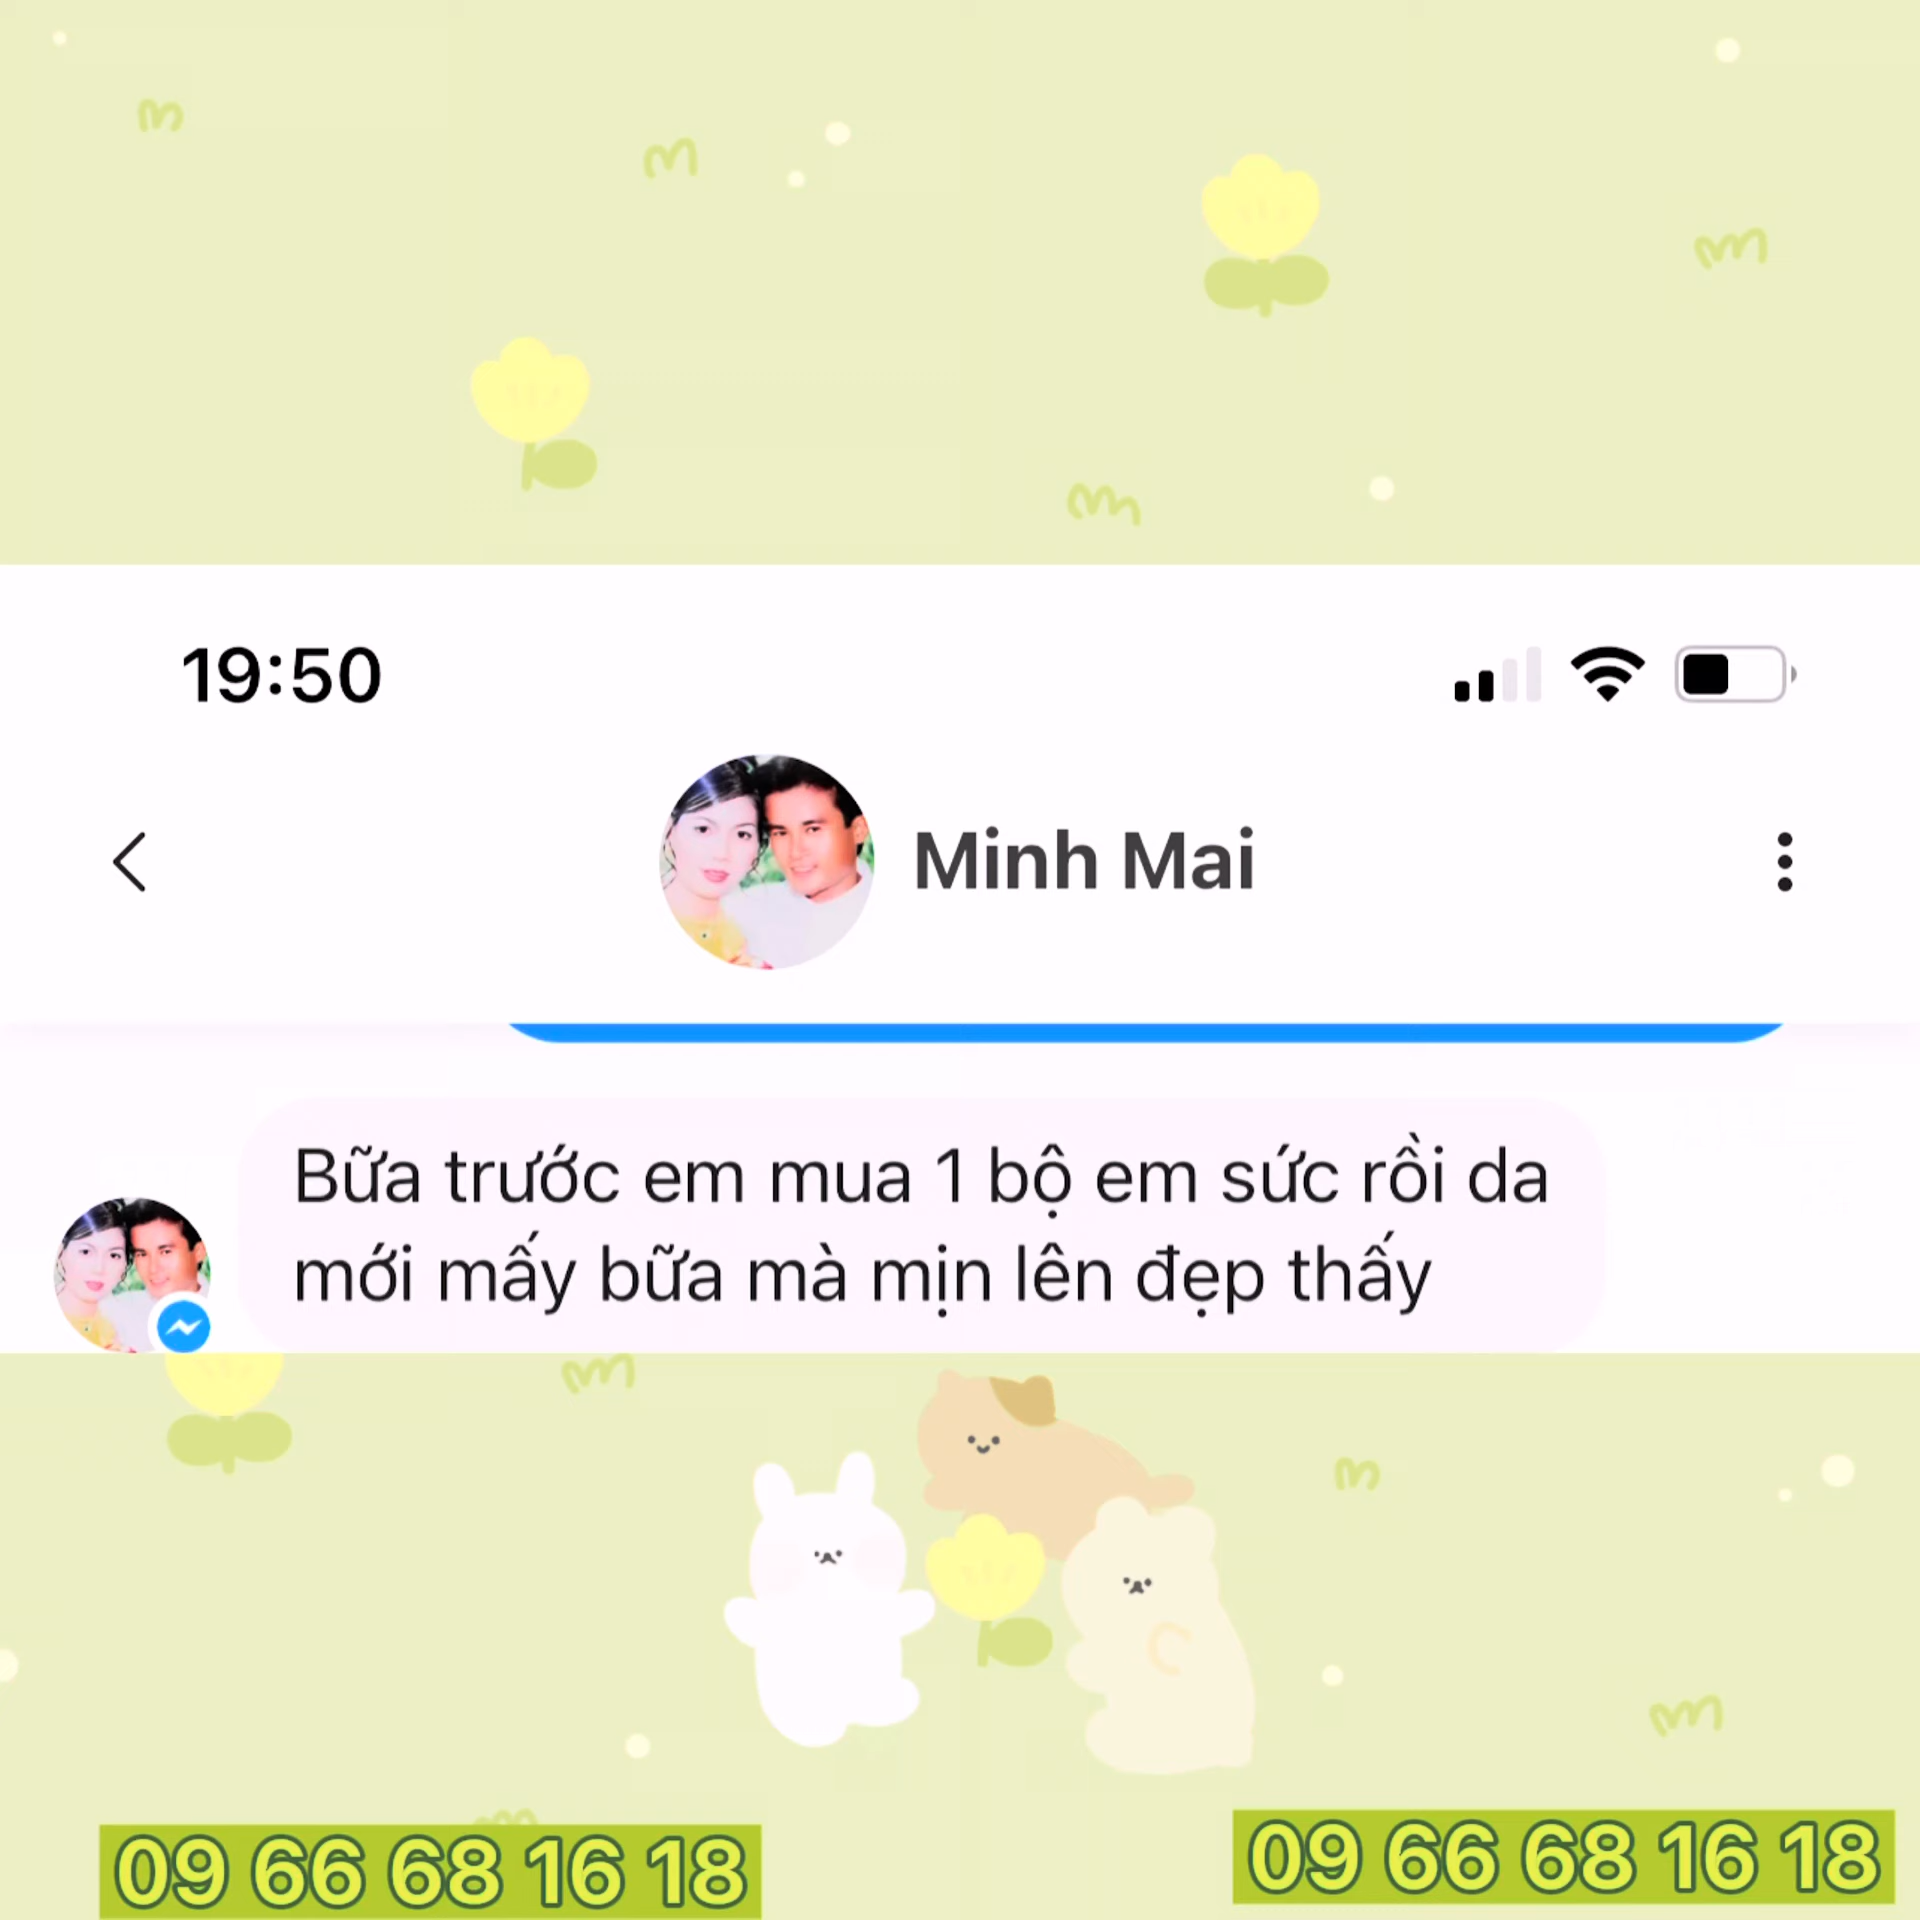 19:50
Minh Mai
Bữa trước em mua 1 bộ em sức rồi da
mới mấy bữa mà mịn lên đẹp thấy
09 66 68 16 18
09 66 68 16 18